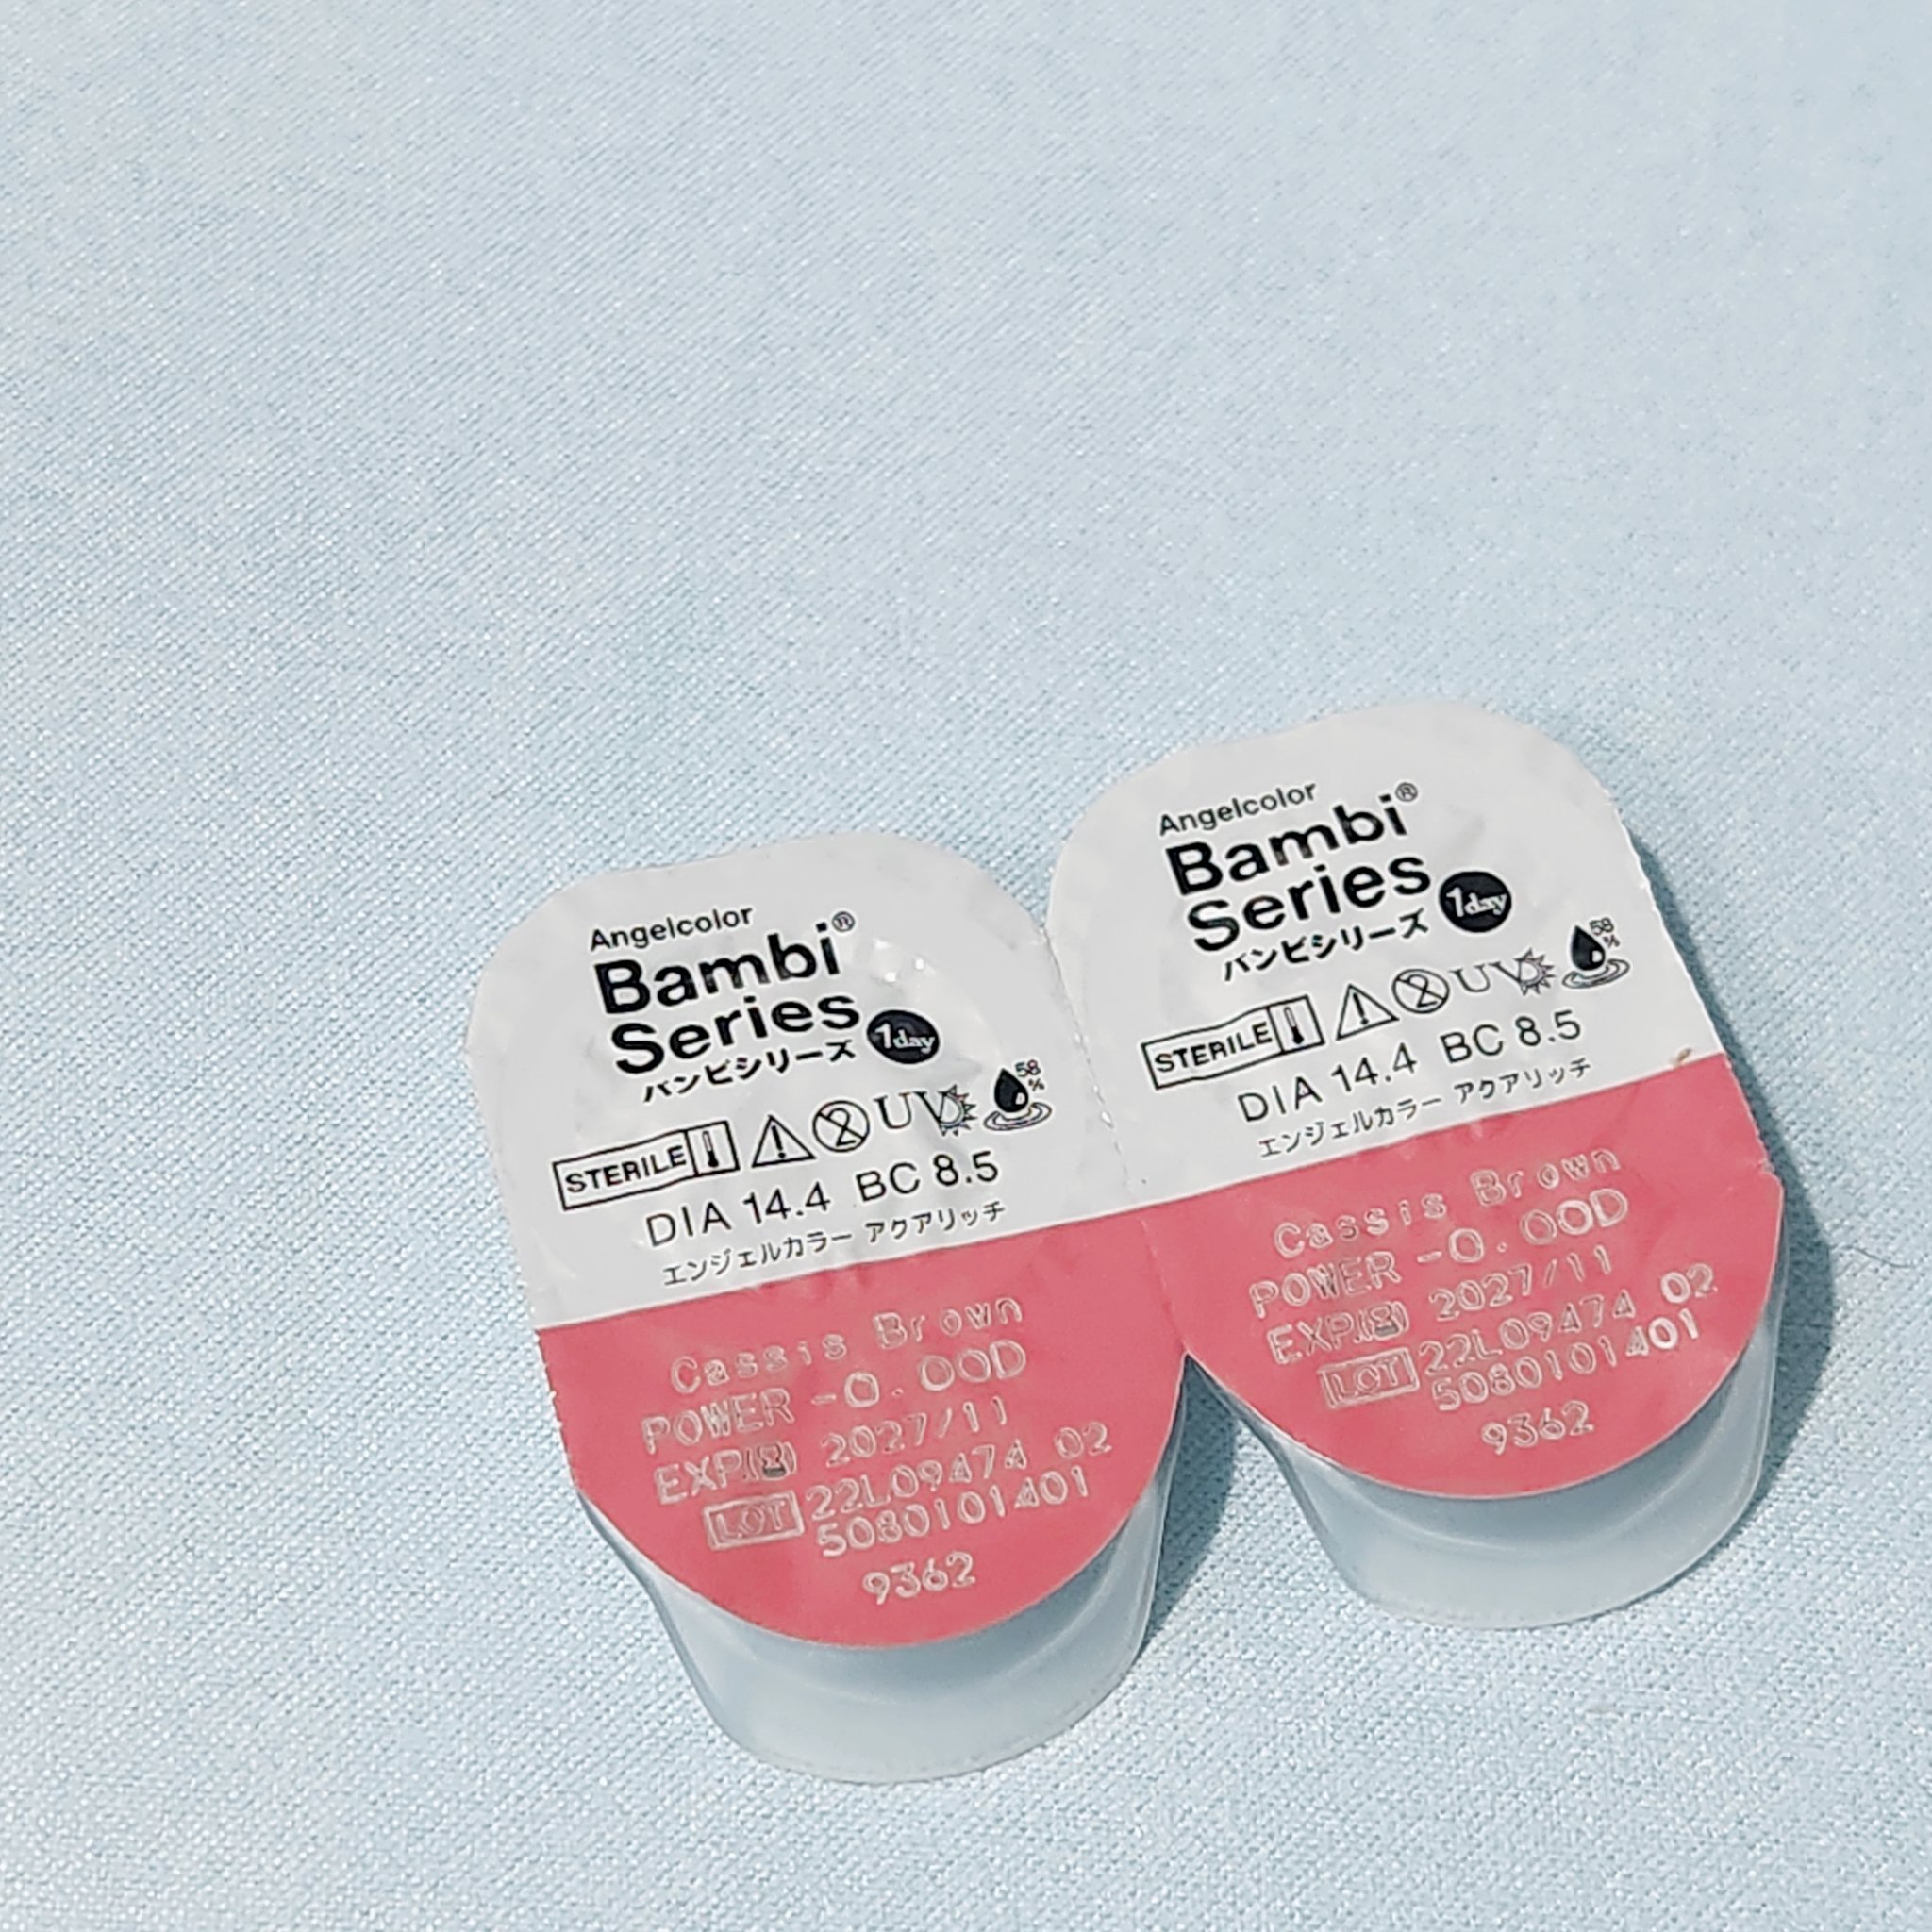 Angelcolor
Bambi®
Series
バンビシリーズ 1day
STERILE UV 58%
DIA 14.4 BC 8.5
エンジェルカラー アクアリッチ
Cassis Brown
POWER -0.00D
EXP(8) 2027/11
LOT 22L09474 02
5080101401
9362
Angelcolor
Bambi®
Series
バンビシリーズ 1day
STERILE UV 58%
DIA 14.4 BC 8.5
エンジェルカラー アクアリッチ
Cassis Brown
POWER -0.00D
EXP 2027/11
LOT 22L09474 02
5080101401
9362